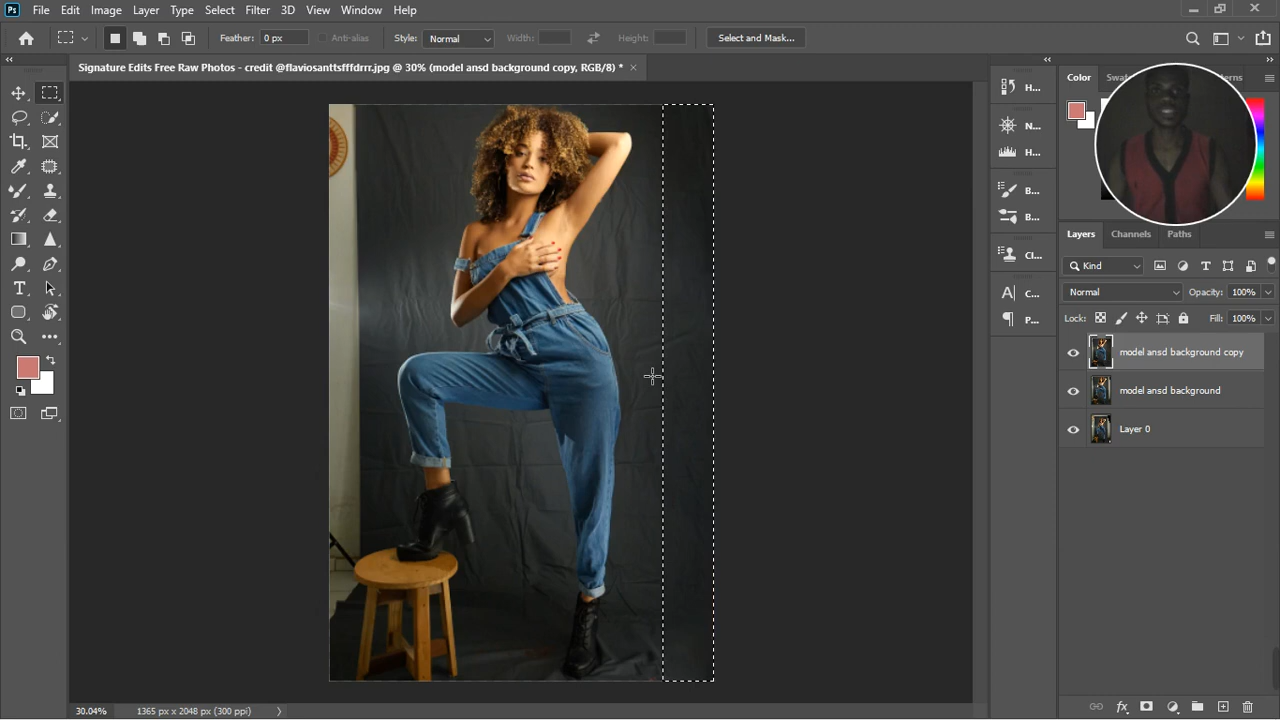 Ps File Edit Image Layer Type Select Filter 3D View Window Help
Feather: 0 px Anti-alias Style: Normal Width: Height: Select and Mask...
Signature Edits Free Raw Photos - credit @flaviosanttsfffdrrr.jpg @ 30% (model ansd background copy, RGB/8) * ×
H...
N...
H...
B...
B...
Cl...
C...
P...
Color
Layers Channels Paths
Kind
Normal Opacity: 100%
Lock: Fill: 100%
model ansd background copy
model ansd background
Layer 0
30.04% 1365 px x 2048 px (300 ppi)